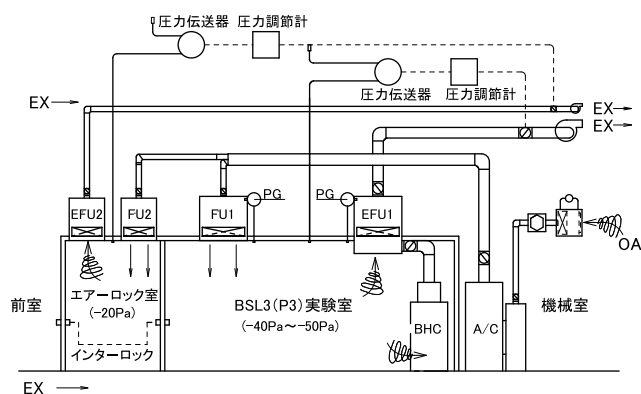 圧力伝送器 圧力調節計
圧力伝送器 圧力調節計
EX
EX
EX
EFU2
FU2
FU1
PG
PG
EFU1
OA
前室
エアーロック室
(-20Pa)
インターロック
BSL3(P3)実験室
(-40Pa～-50Pa)
BHC
A/C
機械室
EX